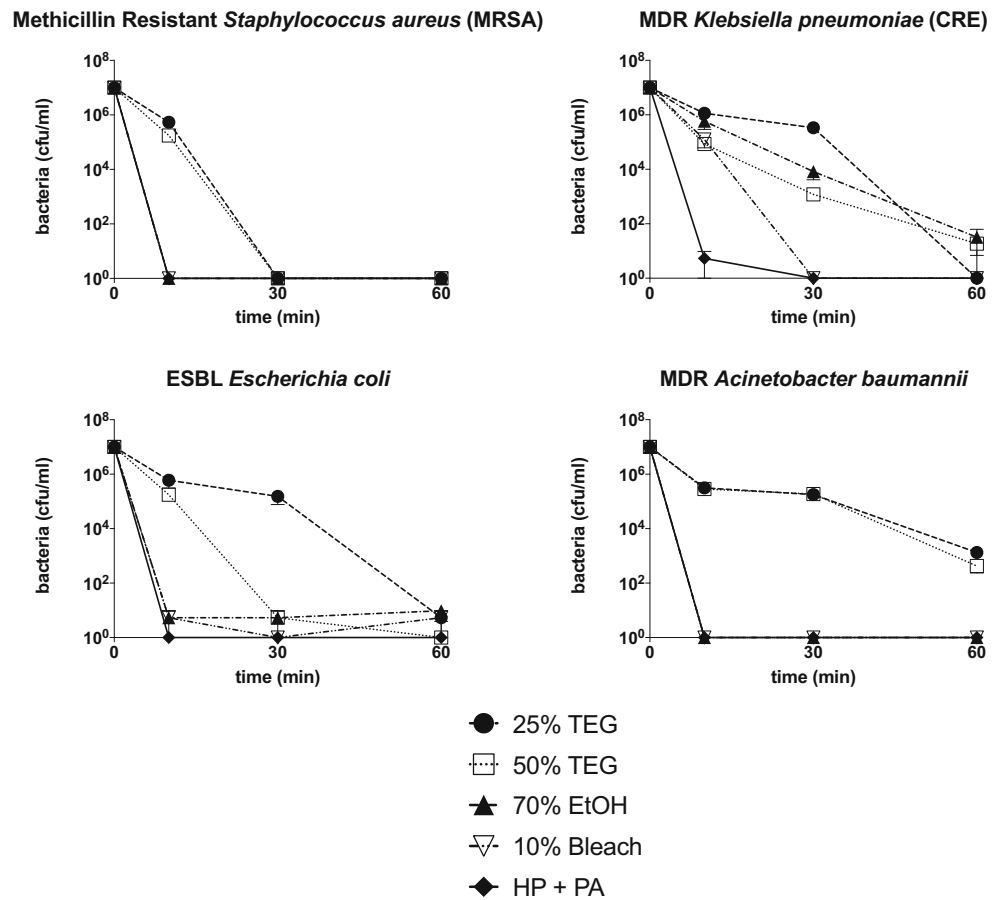 Methicillin Resistant Staphylococcus aureus (MRSA)
10⁸
10⁶
10⁴
10²
10⁰
bacteria (cfu/ml)
0
30
60
time (min)
MDR Klebsiella pneumoniae (CRE)
10⁸
10⁶
10⁴
10²
10⁰
bacteria (cfu/ml)
0
30
60
time (min)
ESBL Escherichia coli
10⁸
10⁶
10⁴
10²
10⁰
bacteria (cfu/ml)
0
30
60
time (min)
MDR Acinetobacter baumannii
10⁸
10⁶
10⁴
10²
10⁰
bacteria (cfu/ml)
0
30
60
time (min)
25% TEG
50% TEG
70% EtOH
10% Bleach
HP + PA